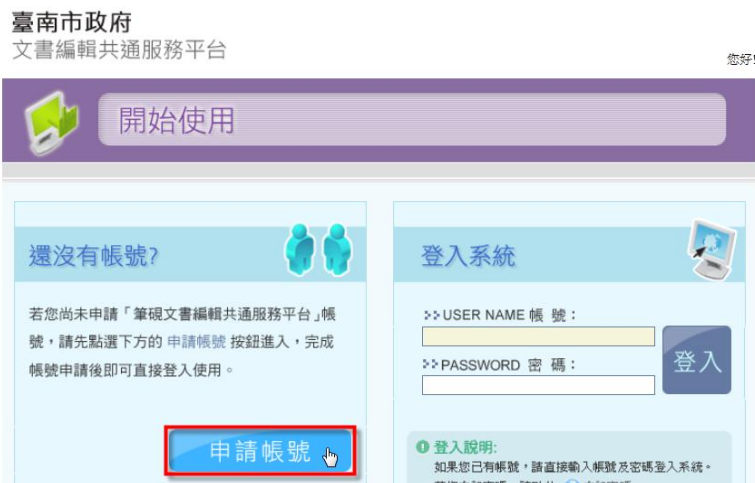 臺南市政府
文書編輯共通服務平台
您好!
開始使用
還沒有帳號?
若您尚未申請「筆硯文書編輯共通服務平台」帳
號，請先點選下方的 申請帳號 按鈕進入，完成
帳號申請後即可直接登入使用。
申請帳號
登入系統
>>USER NAME 帳 號：
>>PASSWORD 密 碼：
登入
登入說明:
如果您已有帳號，請直接輸入帳號及密碼登入系統。